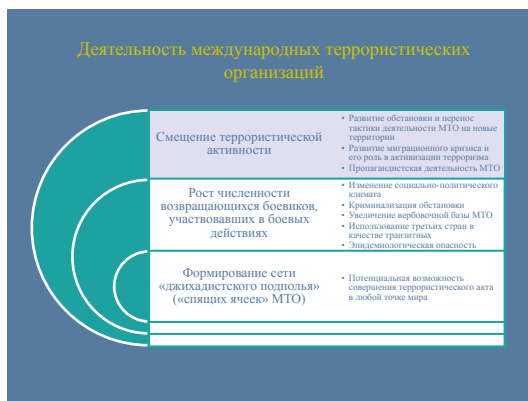 Деятельность международных террористических
организаций
Смещение террористической
активности
• Развитие обстановки и перенос
тактики деятельности МТО на новые
территории
• Развитие миграционного кризиса и
его роль в активизации терроризма
• Пропагандистская деятельность МТО
Рост численности
возвращающихся боевиков,
участвовавших в боевых
действиях
• Изменение социально-политического
климата
• Криминализация обстановки
• Увеличение вербовочной базы МТО
• Использование третьих стран в
качестве транзитных
• Эпидемиологическая опасность
Формирование сети
«джихадистского подполья»
(«спящих ячеек» МТО)
• Потенциальная возможность
совершения террористического акта
в любой точке мира